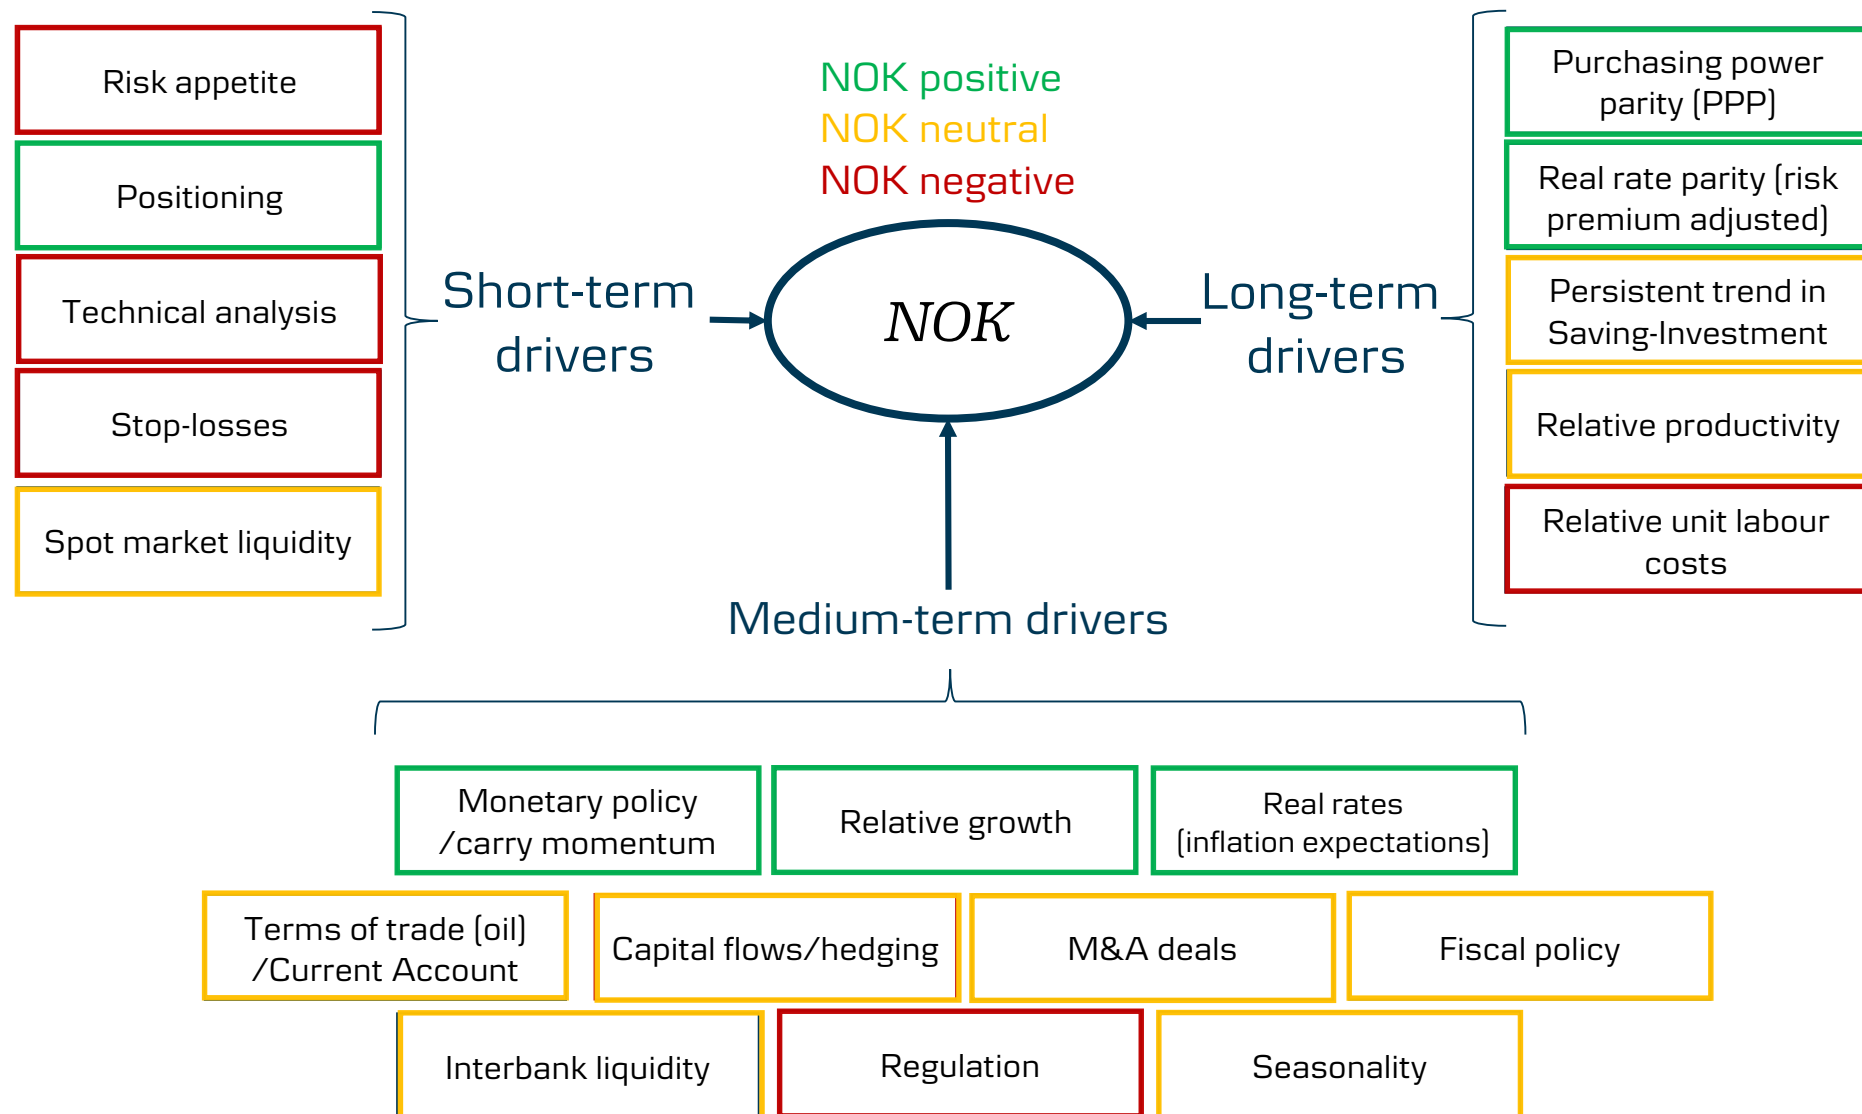 Risk appetite
Positioning
Technical analysis
Stop-losses
Spot market liquidity
Short-term
drivers
NOK positive
NOK neutral
NOK negative
NOK
Long-term
drivers
Purchasing power
parity (PPP)
Real rate parity (risk
premium adjusted)
Persistent trend in
Saving-Investment
Relative productivity
Relative unit labour
costs
Medium-term drivers
Monetary policy
/carry momentum
Relative growth
Real rates
(inflation expectations)
Terms of trade (oil)
/Current Account
Capital flows/hedging
M&A deals
Fiscal policy
Interbank liquidity
Regulation
Seasonality